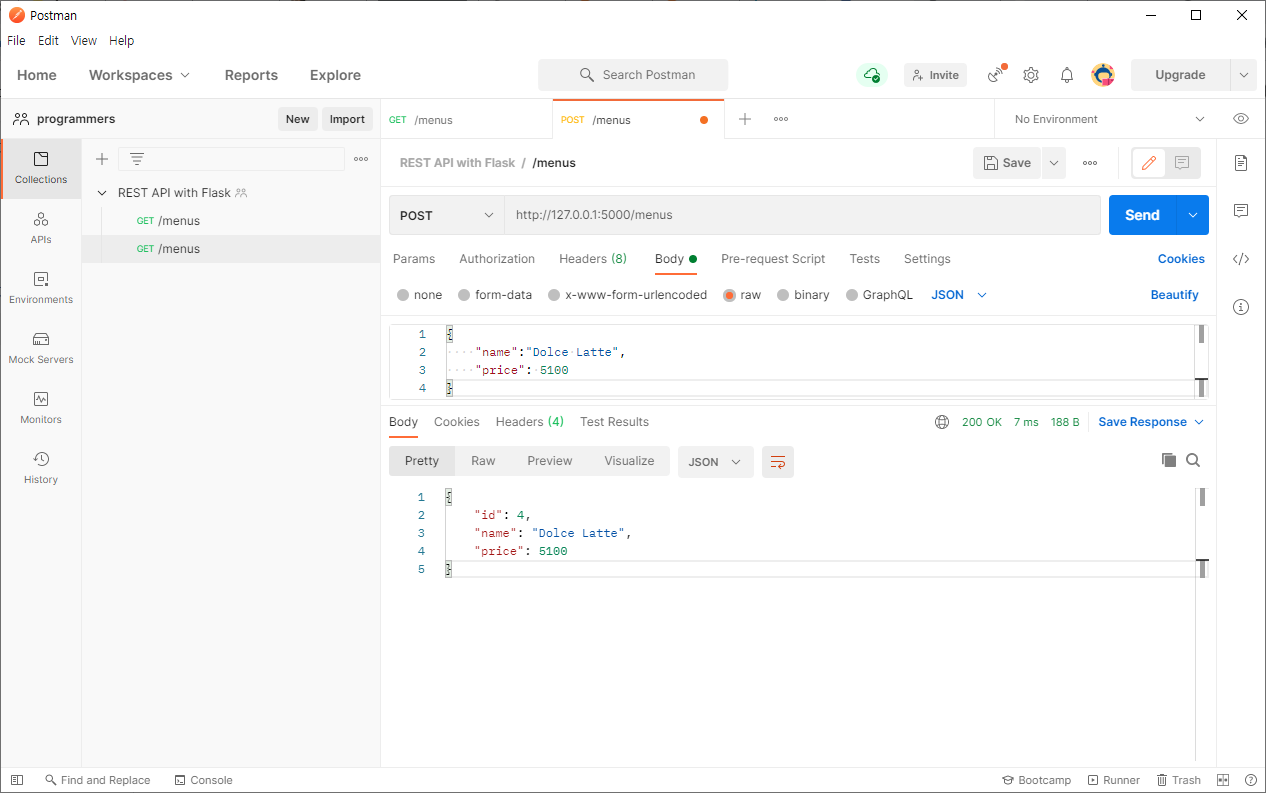 Postman
File Edit View Help
Home Workspaces Reports Explore Search Postman Invite Upgrade
programmers New Import GET /menus POST /menus No Environment
REST API with Flask / /menus Save
Collections
REST API with Flask
GET /menus
GET /menus
APIs
Environments
Mock Servers
Monitors
History
POST http://127.0.0.1:5000/menus Send
Params Authorization Headers (8) Body Pre-request Script Tests Settings Cookies
none form-data x-www-form-urlencoded raw binary GraphQL JSON Beautify
1 {
2 "name":"Dolce Latte",
3 "price": 5100
4 }
Body Cookies Headers (4) Test Results 200 OK 7 ms 188 B Save Response
Pretty Raw Preview Visualize JSON
1 {
2 "id": 4,
3 "name": "Dolce Latte",
4 "price": 5100
5 }
Find and Replace Console Bootcamp Runner Trash